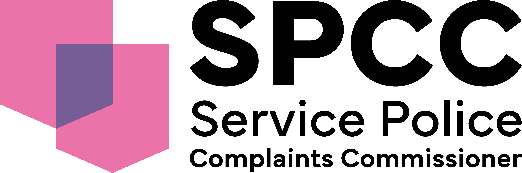 SPCC
Service Police
Complaints Commissioner